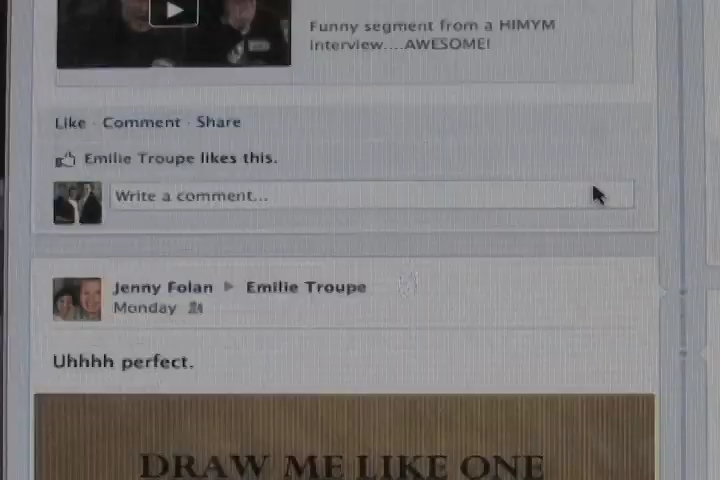 Funny segment from a HIMYM
interview....AWESOME!
Like · Comment · Share
Emilie Troupe likes this.
Write a comment...
Jenny Folan ▶ Emilie Troupe
Monday
Uhhhh perfect.
DRAW ME LIKE ONE